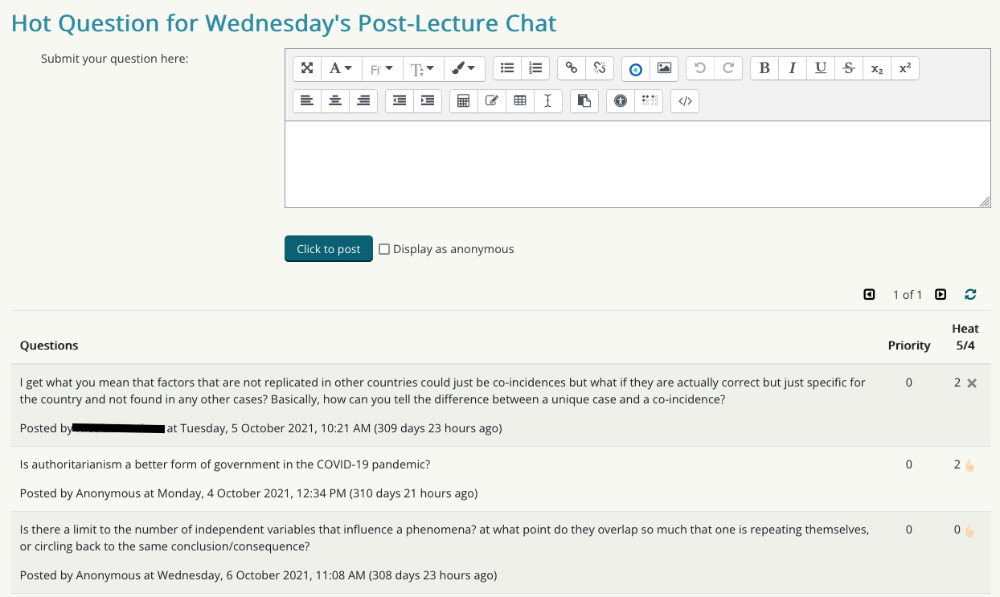 Hot Question for Wednesday's Post-Lecture Chat
Submit your question here:
A Ff T
B I U S x₂ x²
</>
Click to post Display as anonymous
1 of 1
Questions Priority Heat 5/4
I get what you mean that factors that are not replicated in other countries could just be co-incidences but what if they are actually correct but just specific for 0 2
the country and not found in any other cases? Basically, how can you tell the difference between a unique case and a co-incidence?
Posted by at Tuesday, 5 October 2021, 10:21 AM (309 days 23 hours ago)
Is authoritarianism a better form of government in the COVID-19 pandemic? 0 2
Posted by Anonymous at Monday, 4 October 2021, 12:34 PM (310 days 21 hours ago)
Is there a limit to the number of independent variables that influence a phenomena? at what point do they overlap so much that one is repeating themselves, 0 0
or circling back to the same conclusion/consequence?
Posted by Anonymous at Wednesday, 6 October 2021, 11:08 AM (308 days 23 hours ago)